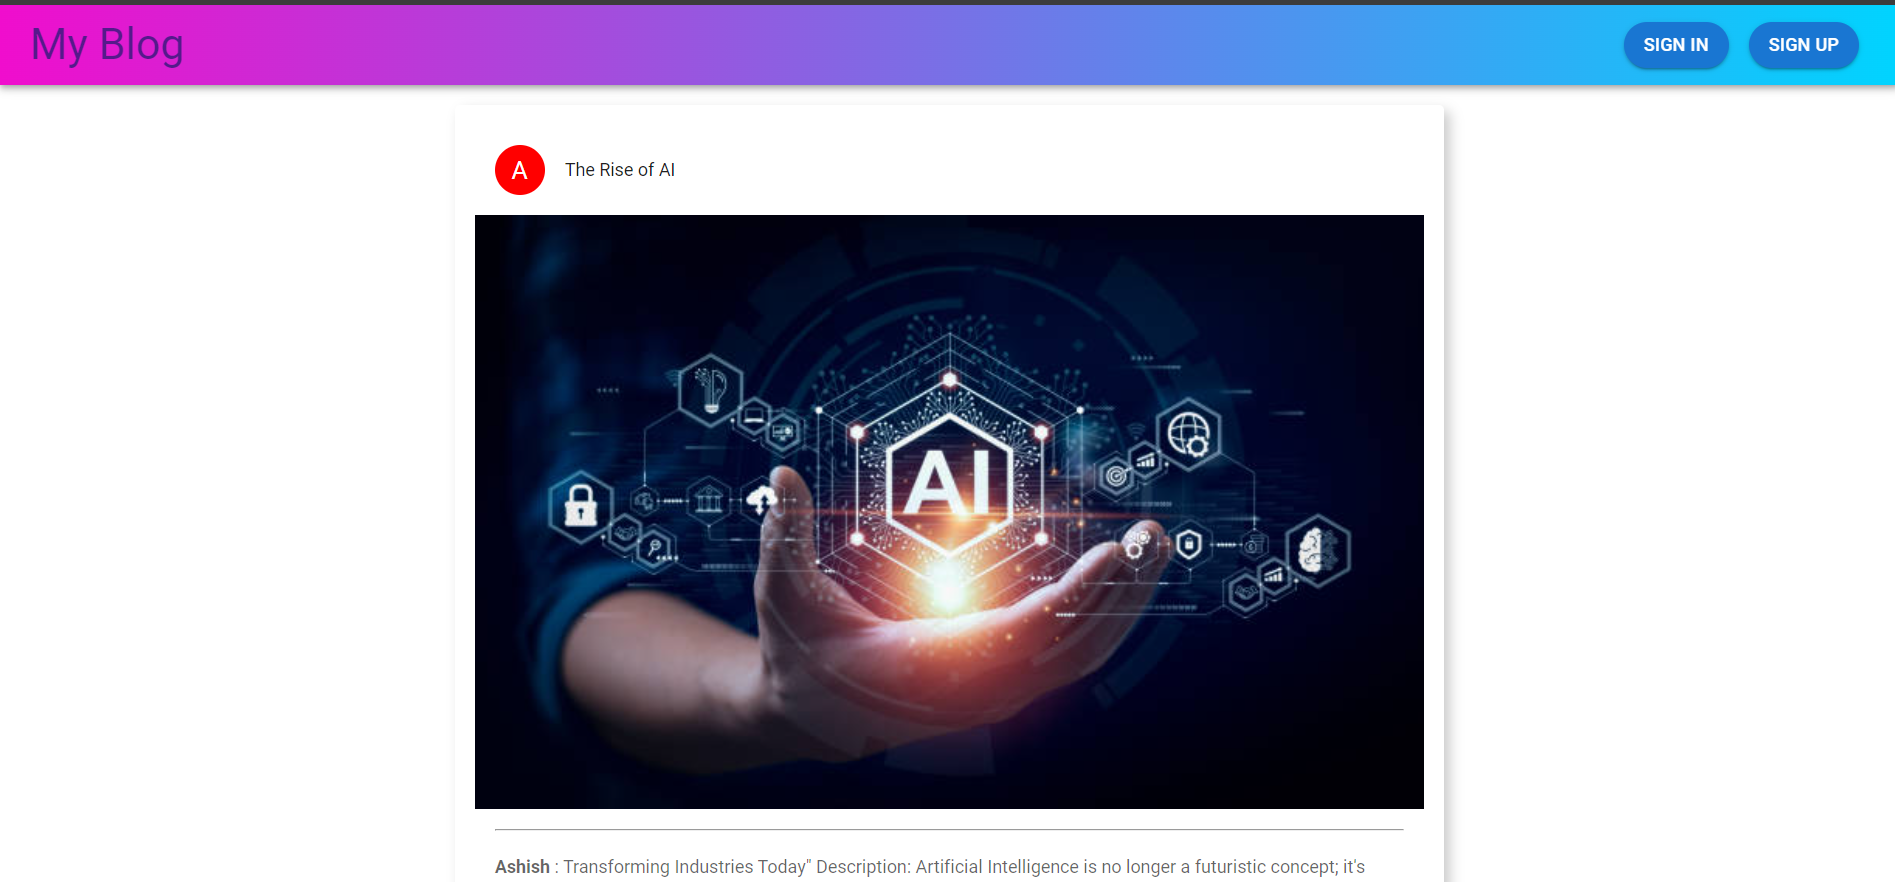 My Blog
SIGN IN
SIGN UP
A
The Rise of AI
AI
Ashish : Transforming Industries Today" Description: Artificial Intelligence is no longer a futuristic concept; it's